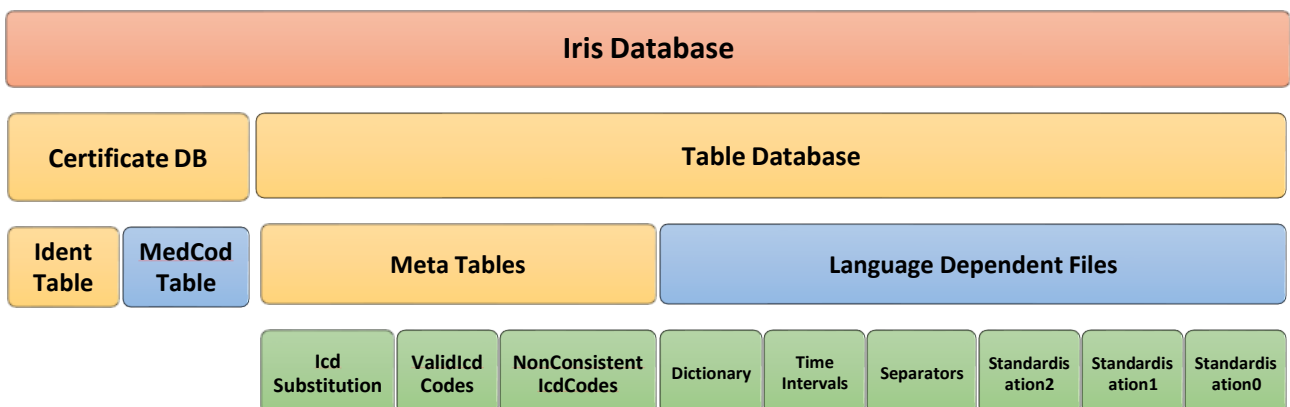 Iris Database
Certificate DB
Table Database
Ident
Table
MedCod
Table
Meta Tables
Language Dependent Files
Icd
Substitution
ValidIcd
Codes
NonConsistent
IcdCodes
Dictionary
Time
Intervals
Separators
Standardis
ation2
Standardis
ation1
Standardis
ation0